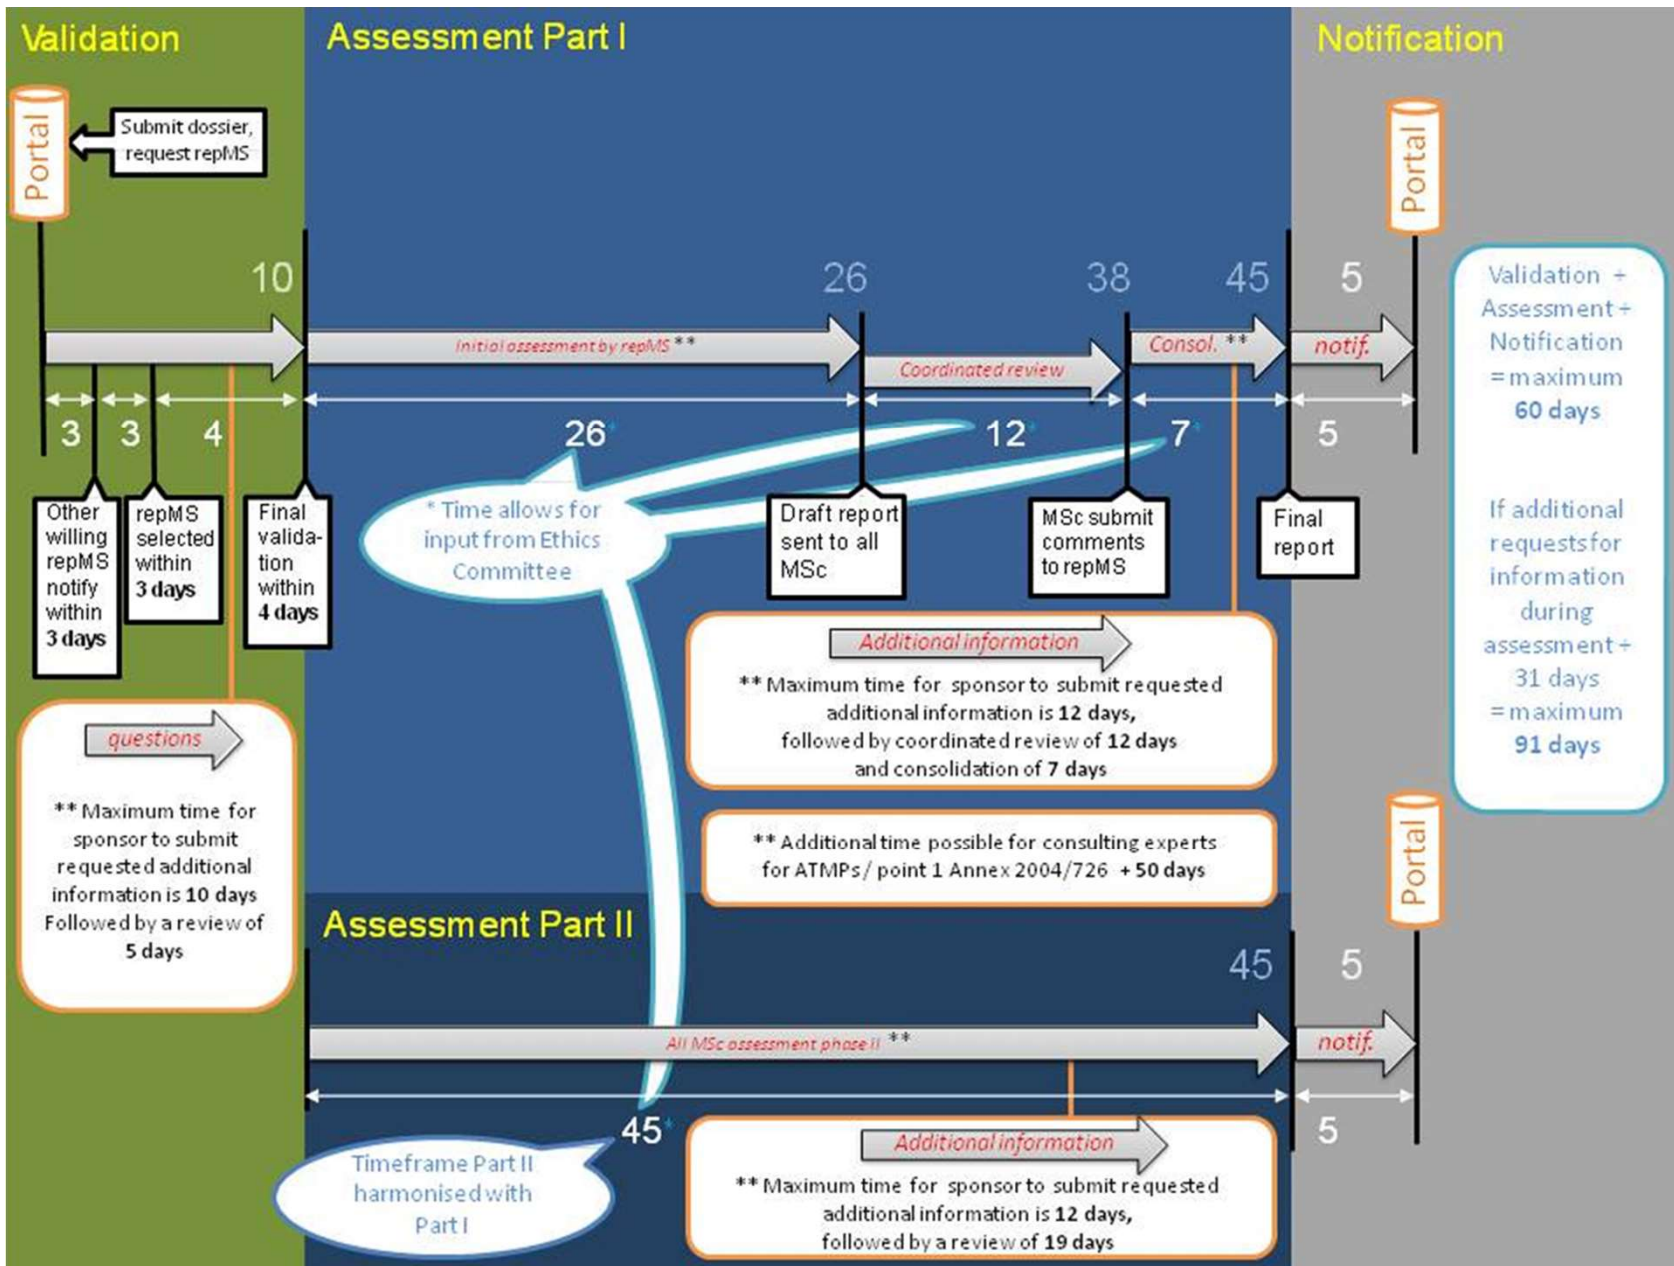 Validation
Assessment Part I
Notification
Portal
Submit dossier,
request repMS
Portal
10
26
38
45
5
Initial assessment by repMS **
Coordinated review
Consol. **
notif.
3
3
4
26*
12*
7*
5
Other
willing
repMS
notify
within
3 days
repMS
selected
within
3 days
Final
valida-
tion
within
4 days
* Time allows for
input from Ethics
Committee
Draft report
sent to all
MSc
MSc submit
comments
to repMS
Final
report
Validation +
Assessment +
Notification
= maximum
60 days
If additional
requests for
information
during
assessment +
31 days
= maximum
91 days
questions
** Maximum time for
sponsor to submit
requested additional
information is 10 days
Followed by a review of
5 days
Additional information
** Maximum time for sponsor to submit requested
additional information is 12 days,
followed by coordinated review of 12 days
and consolidation of 7 days
** Additional time possible for consulting experts
for ATMPs / point 1 Annex 2004/726 + 50 days
Portal
Assessment Part II
45
5
All MSc assessment phase II **
notif.
45*
5
Timeframe Part II
harmonised with
Part I
Additional information
** Maximum time for sponsor to submit requested
additional information is 12 days,
followed by a review of 19 days